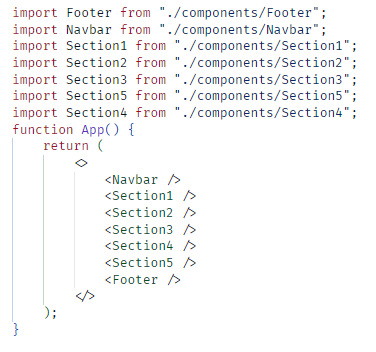 import Footer from "./components/Footer";
import Navbar from "./components/Navbar";
import Section1 from "./components/Section1";
import Section2 from "./components/Section2";
import Section3 from "./components/Section3";
import Section5 from "./components/Section5";
import Section4 from "./components/Section4";
function App() {
    return (
        <>
            <Navbar />
            <Section1 />
            <Section2 />
            <Section3 />
            <Section4 />
            <Section5 />
            <Footer />
        </>
    );
}